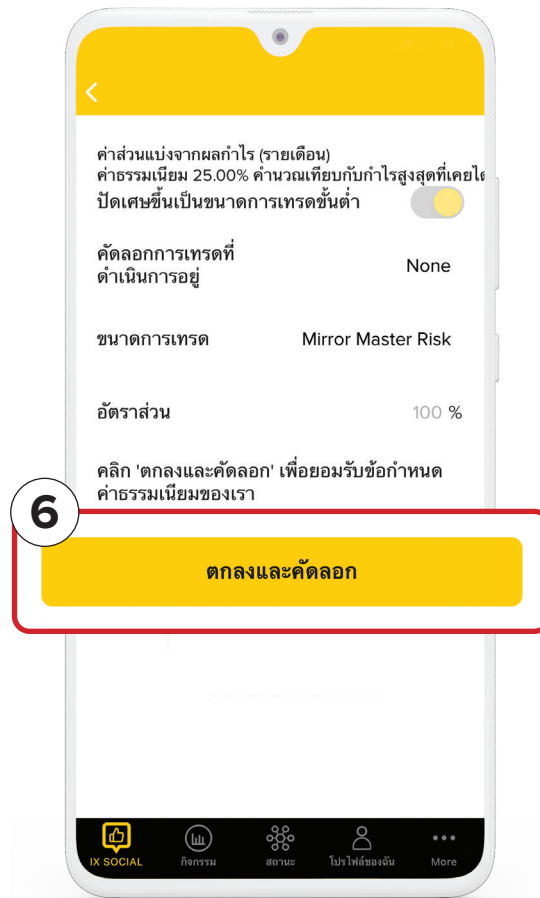 ค่าส่วนแบ่งจากผลกำไร (รายเดือน)
ค่าธรรมเนียม 25.00% คำนวณเทียบกับกำไรสูงสุดที่เคยได
ปัดเศษขึ้นเป็นขนาดการเทรดขั้นต่ำ
คัดลอกการเทรดที่
ดำเนินการอยู่
None
ขนาดการเทรด
Mirror Master Risk
อัตราส่วน
100 %
คลิก 'ตกลงและคัดลอก' เพื่อยอมรับข้อกำหนด
ค่าธรรมเนียมของเรา
6
ตกลงและคัดลอก
IX SOCIAL
กิจกรรม
สถานะ
โปรไฟล์ของฉัน
More